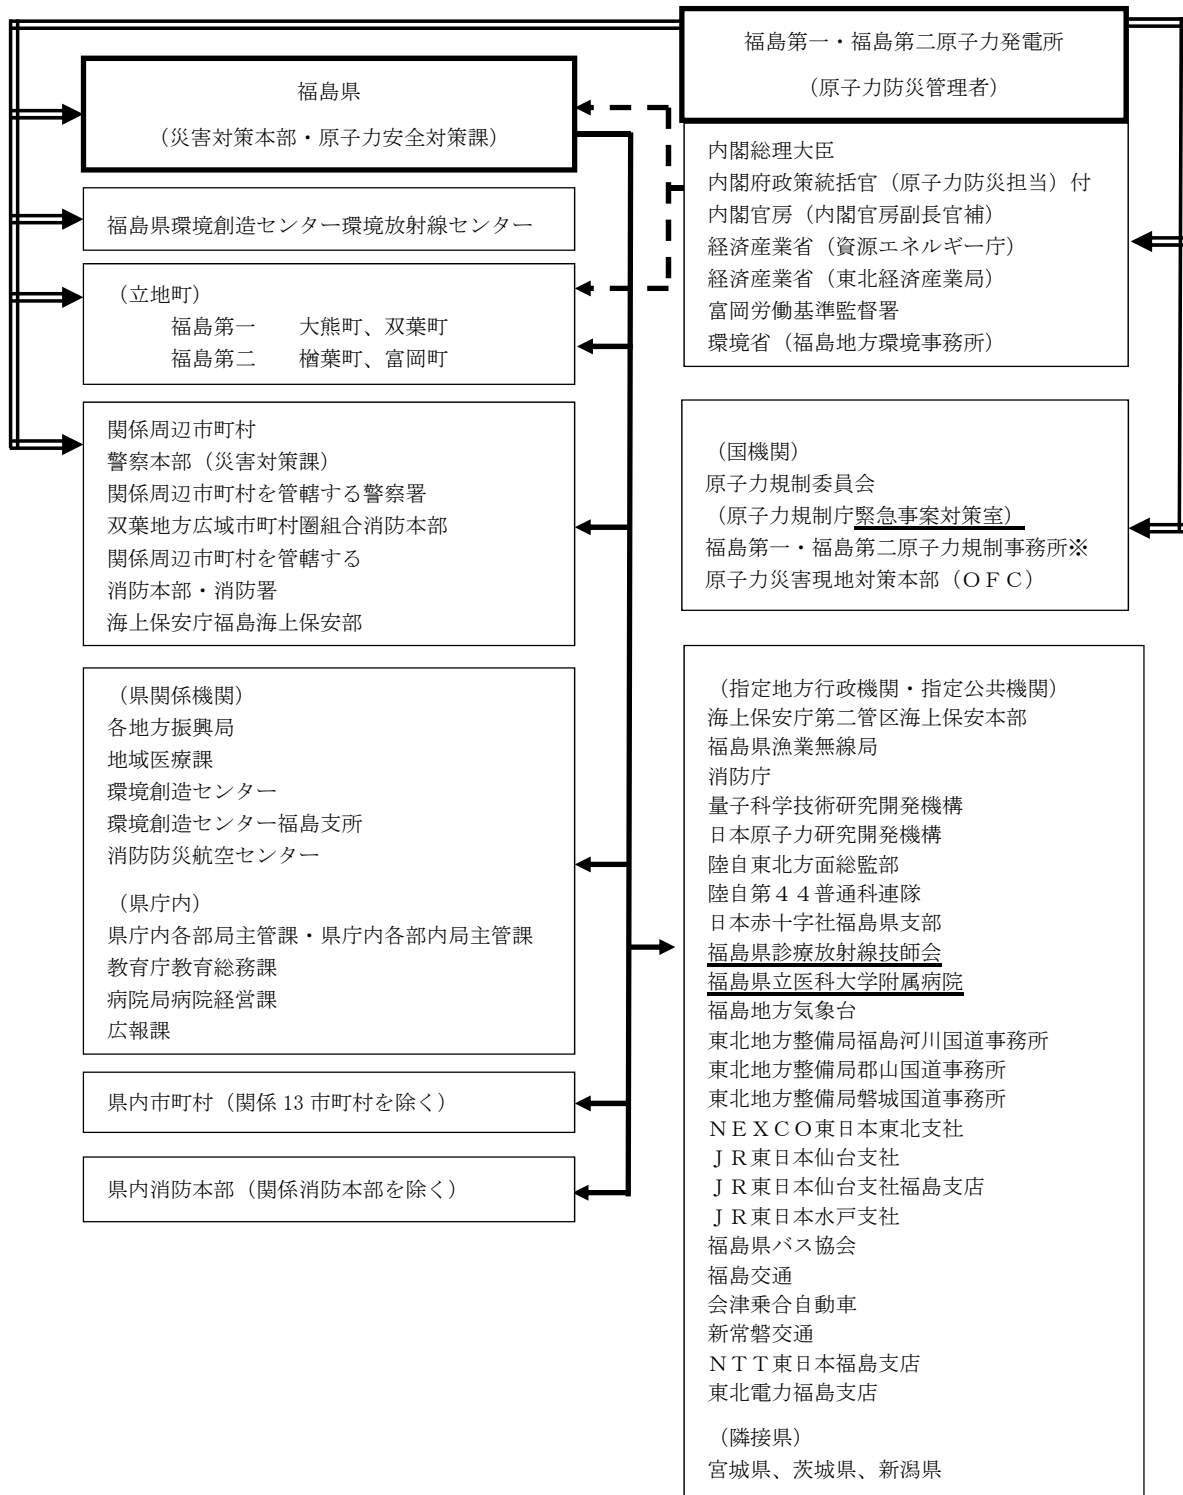 福島第一・福島第二原子力発電所
（原子力防災管理者）
福島県
（災害対策本部・原子力安全対策課）
内閣総理大臣
内閣府政策統括官（原子力防災担当）付
内閣官房（内閣官房副長官補）
経済産業省（資源エネルギー庁）
経済産業省（東北経済産業局）
富岡労働基準監督署
環境省（福島地方環境事務所）
福島県環境創造センター環境放射線センター
（立地町）
福島第一　　大熊町、双葉町
福島第二　　楢葉町、富岡町
関係周辺市町村
警察本部（災害対策課）
関係周辺市町村を管轄する警察署
双葉地方広域市町村圏組合消防本部
関係周辺市町村を管轄する
消防本部・消防署
海上保安庁福島海上保安部
（国機関）
原子力規制委員会
（原子力規制庁緊急事案対策室）
福島第一・福島第二原子力規制事務所※
原子力災害現地対策本部（ＯＦＣ）
（県関係機関）
各地方振興局
地域医療課
環境創造センター
環境創造センター福島支所
消防防災航空センター
（県庁内）
県庁内各部局主管課・県庁内各部内局主管課
教育庁教育総務課
病院局病院経営課
広報課
県内市町村（関係 13 市町村を除く）
県内消防本部（関係消防本部を除く）
（指定地方行政機関・指定公共機関）
海上保安庁第二管区海上保安本部
福島県漁業無線局
消防庁
量子科学技術研究開発機構
日本原子力研究開発機構
陸自東北方面総監部
陸自第４４普通科連隊
日本赤十字社福島県支部
福島県診療放射線技師会
福島県立医科大学附属病院
福島地方気象台
東北地方整備局福島河川国道事務所
東北地方整備局郡山国道事務所
東北地方整備局磐城国道事務所
ＮＥＸＣＯ東日本東北支社
ＪＲ東日本仙台支社
ＪＲ東日本仙台支社福島支店
ＪＲ東日本水戸支社
福島県バス協会
福島交通
会津乗合自動車
新常磐交通
ＮＴＴ東日本福島支店
東北電力福島支店
（隣接県）
宮城県、茨城県、新潟県